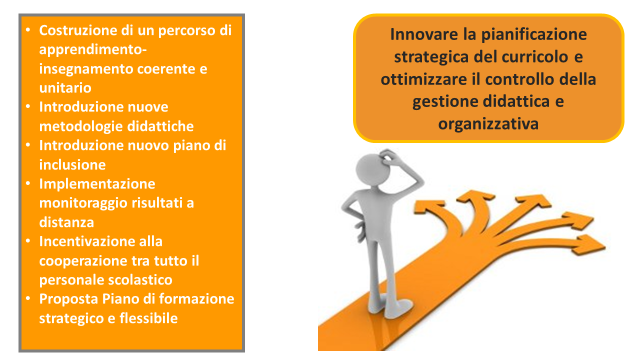 • Costruzione di un percorso di
apprendimento-
insegnamento coerente e
unitario
• Introduzione nuove
metodologie didattiche
• Introduzione nuovo piano di
inclusione
• Implementazione
monitoraggio risultati a
distanza
• Incentivazione alla
cooperazione tra tutto il
personale scolastico
• Proposta Piano di formazione
strategico e flessibile
Innovare la pianificazione
strategica del curricolo e
ottimizzare il controllo della
gestione didattica e
organizzativa